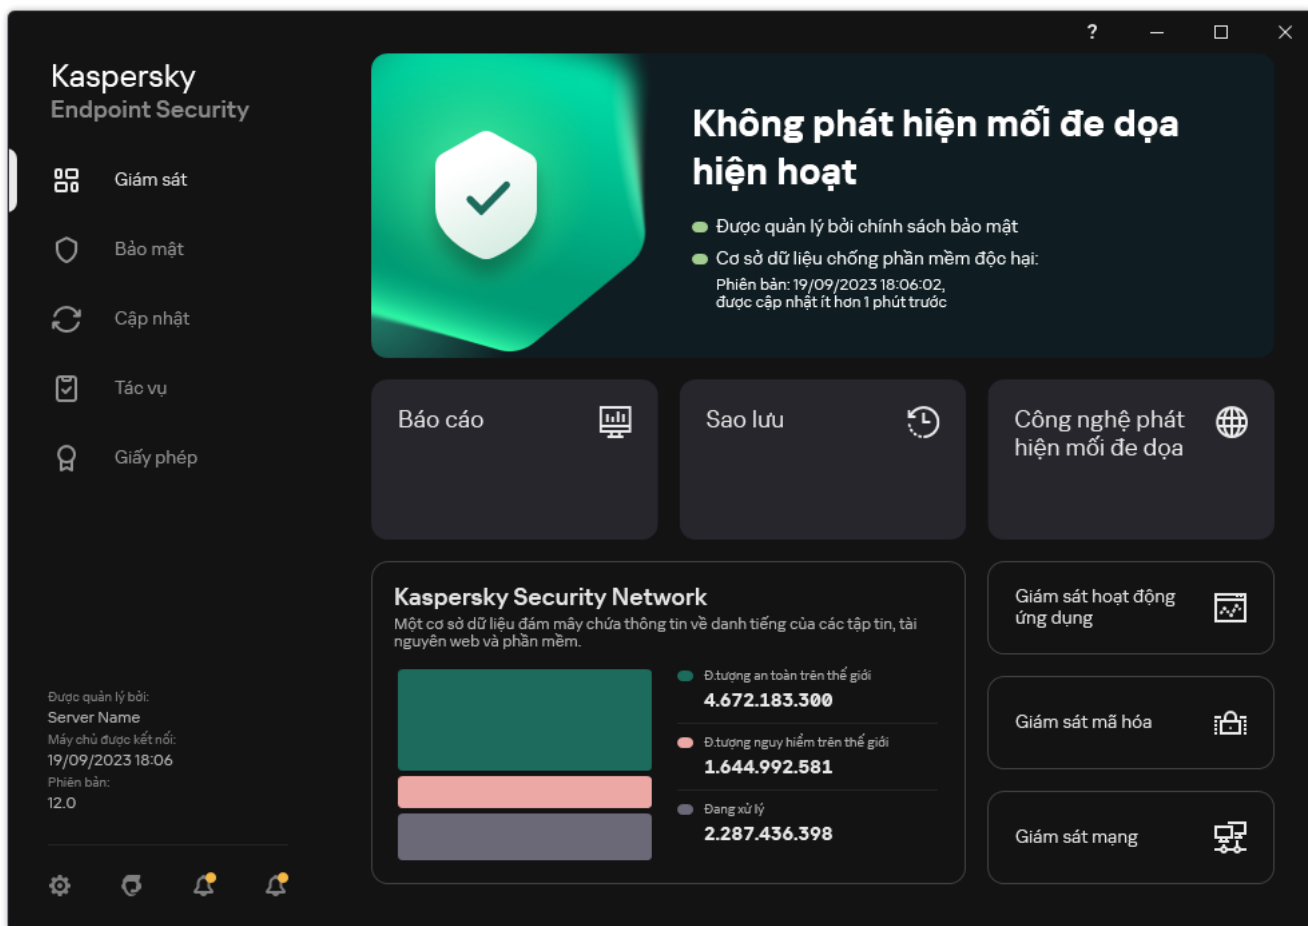 ?
Kaspersky
Endpoint Security
Giám sát
Bảo mật
Cập nhật
Tác vụ
Giấy phép
Được quản lý bởi:
Server Name
Máy chủ được kết nối:
19/09/2023 18:06
Phiên bản:
12.0
Không phát hiện mối đe dọa
hiện hoạt
Được quản lý bởi chính sách bảo mật
Cơ sở dữ liệu chống phần mềm độc hại:
Phiên bản: 19/09/2023 18:06:02,
được cập nhật ít hơn 1 phút trước
Báo cáo
Sao lưu
Công nghệ phát
hiện mối đe dọa
Kaspersky Security Network
Một cơ sở dữ liệu đám mây chứa thông tin về danh tiếng của các tập tin, tài
nguyên web và phần mềm.
Đ.tượng an toàn trên thế giới
4.672.183.300
Đ.tượng nguy hiểm trên thế giới
1.644.992.581
Đang xử lý
2.287.436.398
Giám sát hoạt động
ứng dụng
Giám sát mã hóa
Giám sát mạng